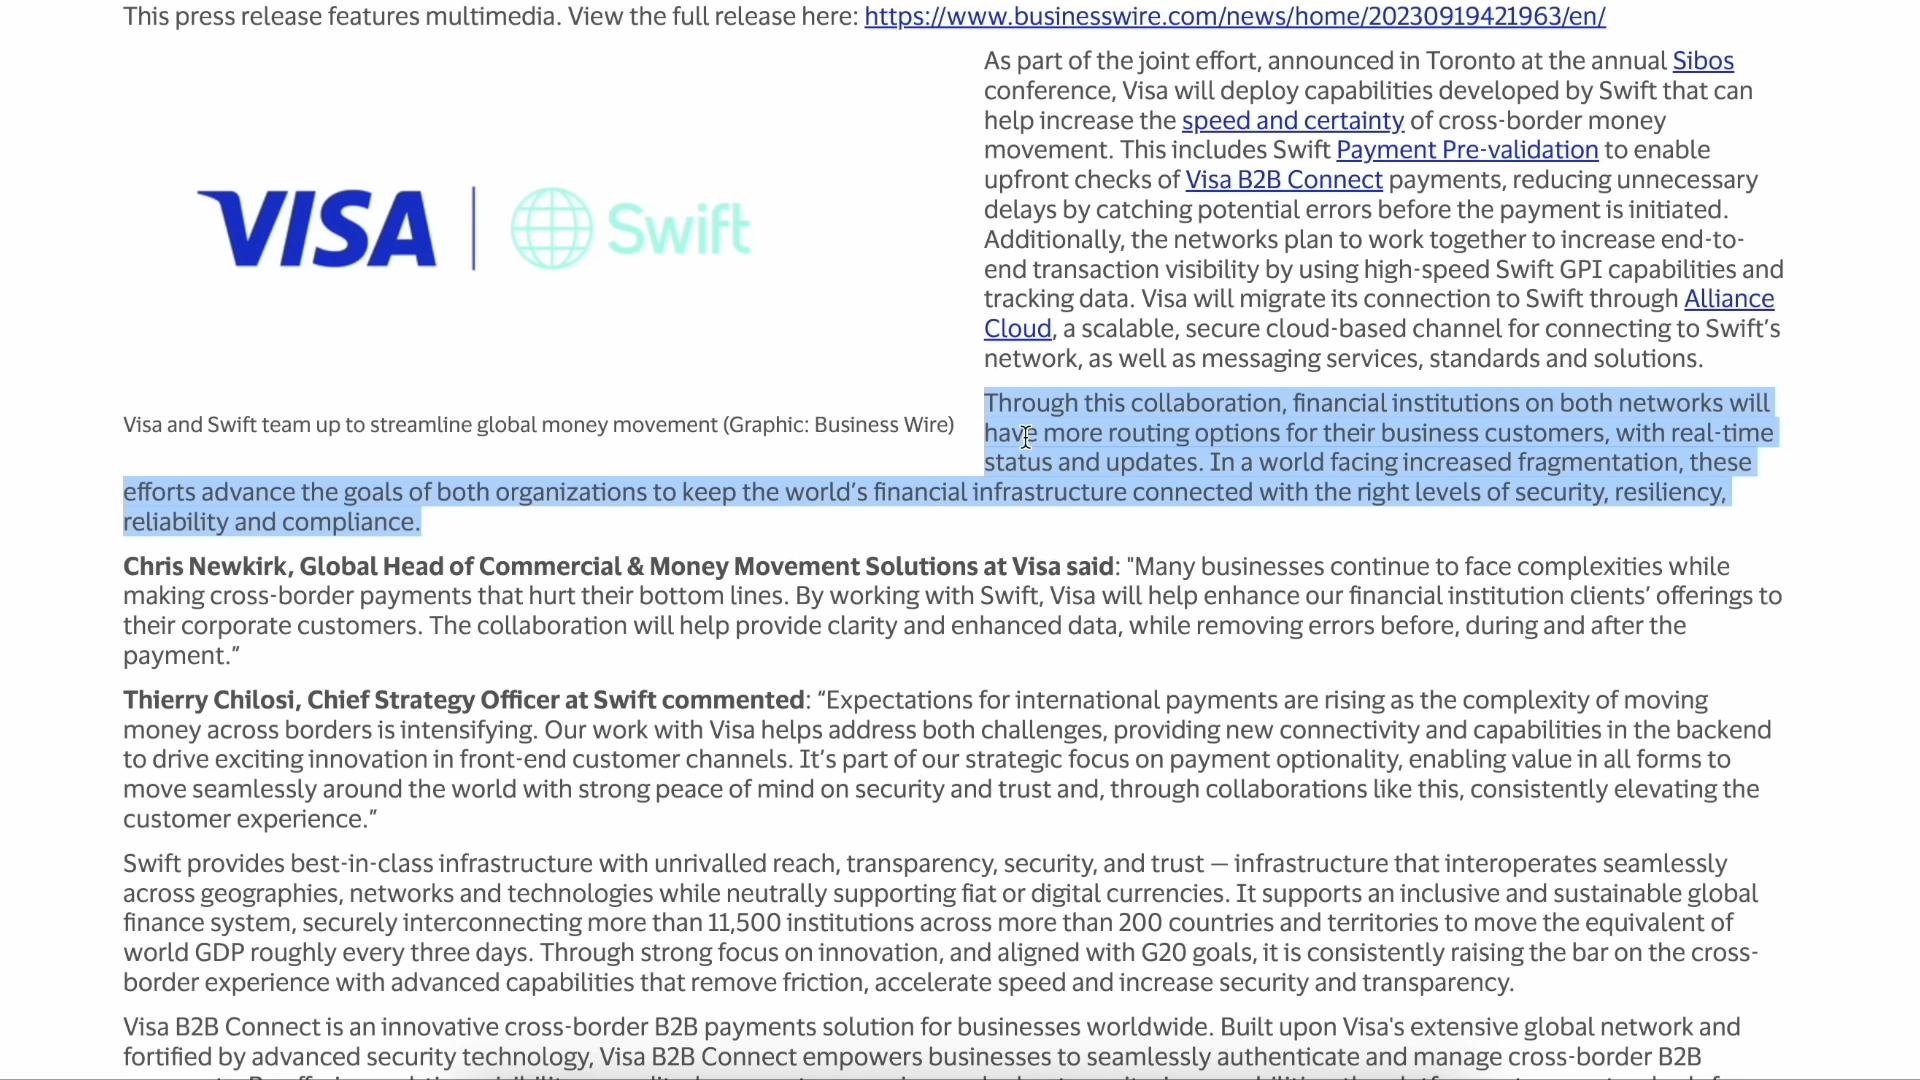 This press release features multimedia. View the full release here: https://www.businesswire.com/news/home/20230919421963/en/
As part of the joint effort, announced in Toronto at the annual Sibos
conference, Visa will deploy capabilities developed by Swift that can
help increase the speed and certainty of cross-border money
movement. This includes Swift Payment Pre-validation to enable
upfront checks of Visa B2B Connect payments, reducing unnecessary
delays by catching potential errors before the payment is initiated.
Additionally, the networks plan to work together to increase end-to-
end transaction visibility by using high-speed Swift GPI capabilities and
tracking data. Visa will migrate its connection to Swift through Alliance
Cloud, a scalable, secure cloud-based channel for connecting to Swift’s
network, as well as messaging services, standards and solutions.
VISA | Swift
Visa and Swift team up to streamline global money movement (Graphic: Business Wire)
Through this collaboration, financial institutions on both networks will
have more routing options for their business customers, with real-time
status and updates. In a world facing increased fragmentation, these
efforts advance the goals of both organizations to keep the world’s financial infrastructure connected with the right levels of security, resiliency,
reliability and compliance.
Chris Newkirk, Global Head of Commercial & Money Movement Solutions at Visa said: "Many businesses continue to face complexities while
making cross-border payments that hurt their bottom lines. By working with Swift, Visa will help enhance our financial institution clients’ offerings to
their corporate customers. The collaboration will help provide clarity and enhanced data, while removing errors before, during and after the
payment.”
Thierry Chilosi, Chief Strategy Officer at Swift commented: “Expectations for international payments are rising as the complexity of moving
money across borders is intensifying. Our work with Visa helps address both challenges, providing new connectivity and capabilities in the backend
to drive exciting innovation in front-end customer channels. It’s part of our strategic focus on payment optionality, enabling value in all forms to
move seamlessly around the world with strong peace of mind on security and trust and, through collaborations like this, consistently elevating the
customer experience.”
Swift provides best-in-class infrastructure with unrivalled reach, transparency, security, and trust — infrastructure that interoperates seamlessly
across geographies, networks and technologies while neutrally supporting fiat or digital currencies. It supports an inclusive and sustainable global
finance system, securely interconnecting more than 11,500 institutions across more than 200 countries and territories to move the equivalent of
world GDP roughly every three days. Through strong focus on innovation, and aligned with G20 goals, it is consistently raising the bar on the cross-
border experience with advanced capabilities that remove friction, accelerate speed and increase security and transparency.
Visa B2B Connect is an innovative cross-border B2B payments solution for businesses worldwide. Built upon Visa's extensive global network and
fortified by advanced security technology, Visa B2B Connect empowers businesses to seamlessly authenticate and manage cross-border B2B